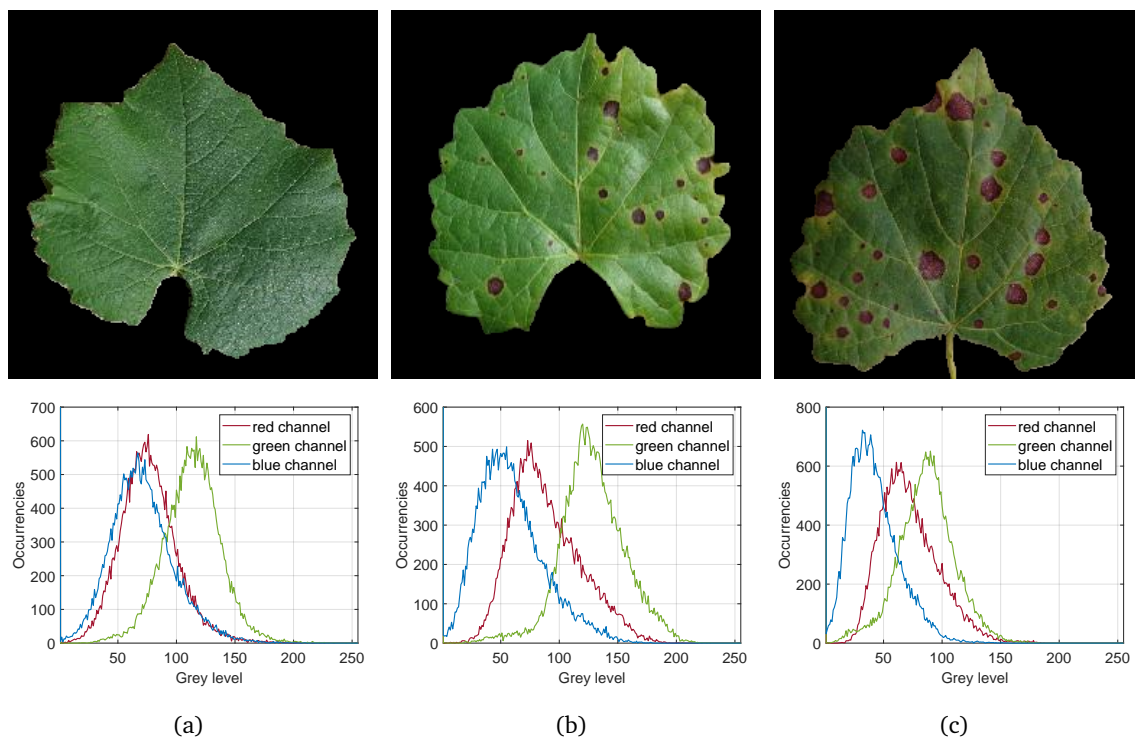 700
600
500
400
300
200
100
0
Occurrencies
red channel
green channel
blue channel
50 100 150 200 250
Grey level
(a)
600
500
400
300
200
100
0
Occurrencies
red channel
green channel
blue channel
50 100 150 200 250
Grey level
(b)
800
600
400
200
0
Occurrencies
red channel
green channel
blue channel
50 100 150 200 250
Grey level
(c)